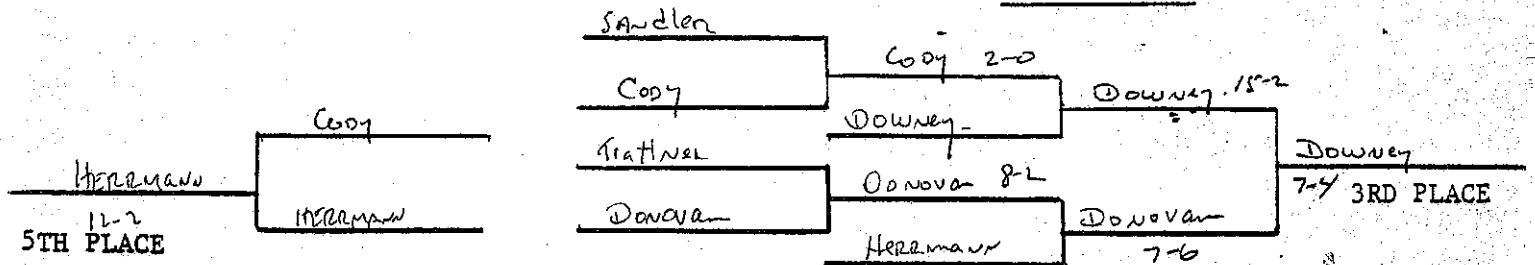 Sandler
Cody 2-0
Cody
Downey 15-2
Cody
Downey
Trattner
Downey
Herrmann
Donovan 8-2
7-4 3RD PLACE
12-2
Herrmann
Donovan
Donovan
5TH PLACE
Herrmann
7-6